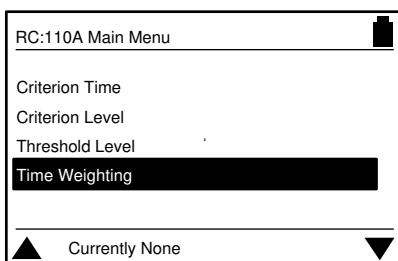 RC:110A Main Menu
Criterion Time
Criterion Level
Threshold Level
Time Weighting
Currently None